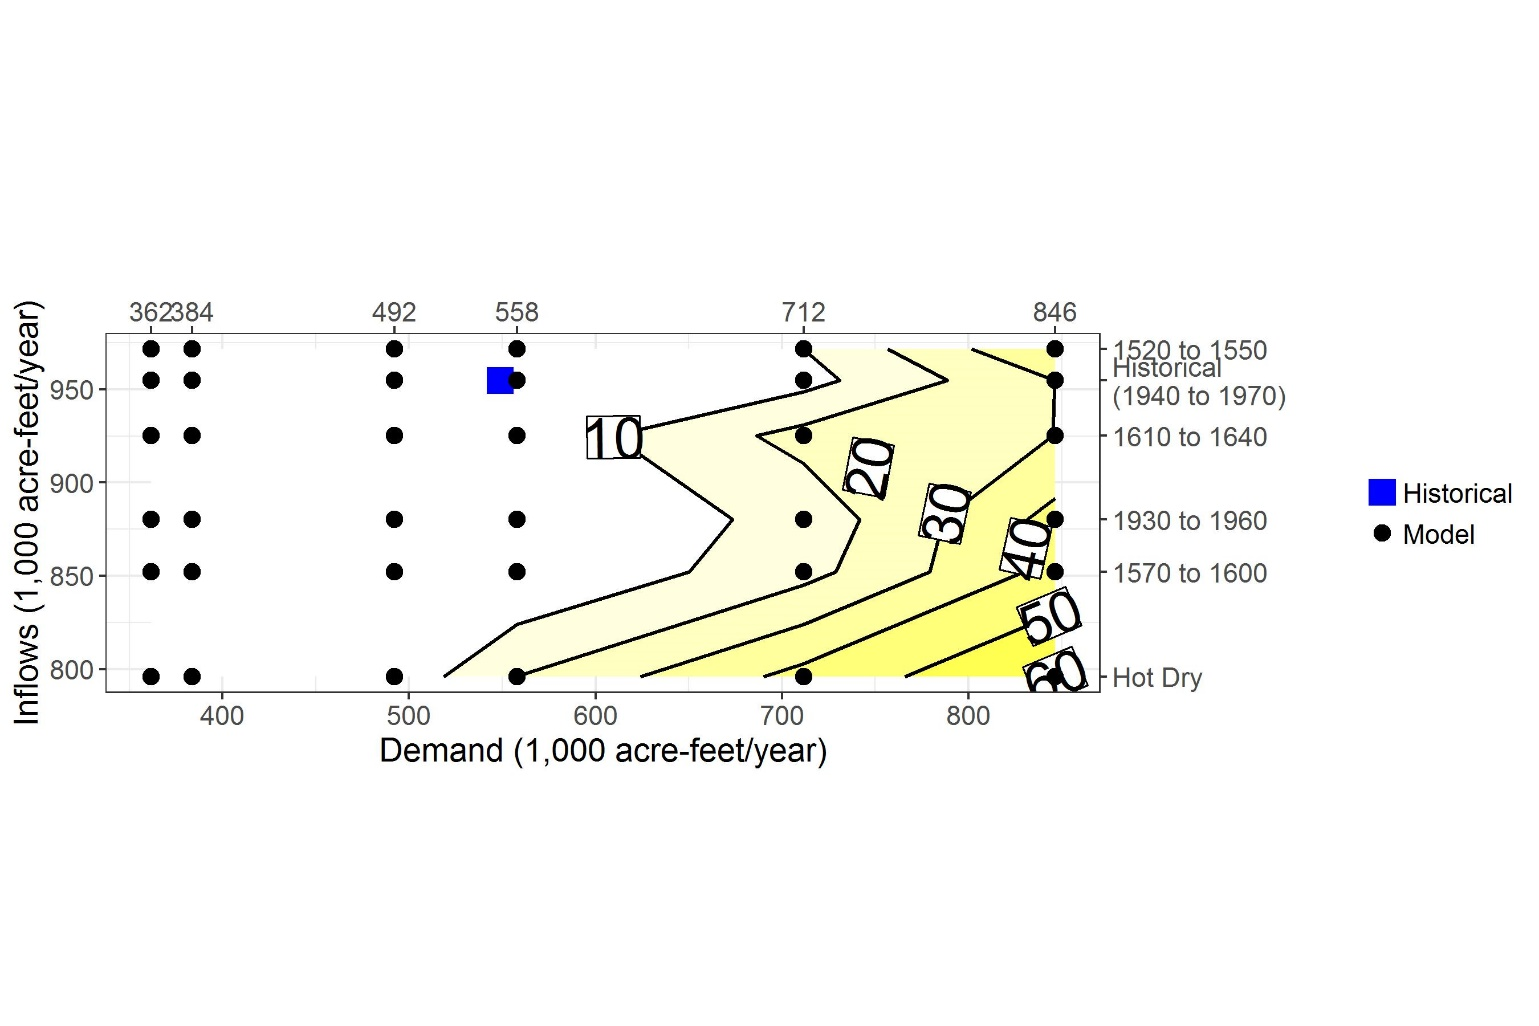 362 384 492 558 712 846
Inflows (1,000 acre-feet/year)
950
900
850
800
10
20
30
40
50
60
1520 to 1550
Historical
(1940 to 1970)
1610 to 1640
1930 to 1960
1570 to 1600
Hot Dry
400 500 600 700 800
Demand (1,000 acre-feet/year)
Historical
Model